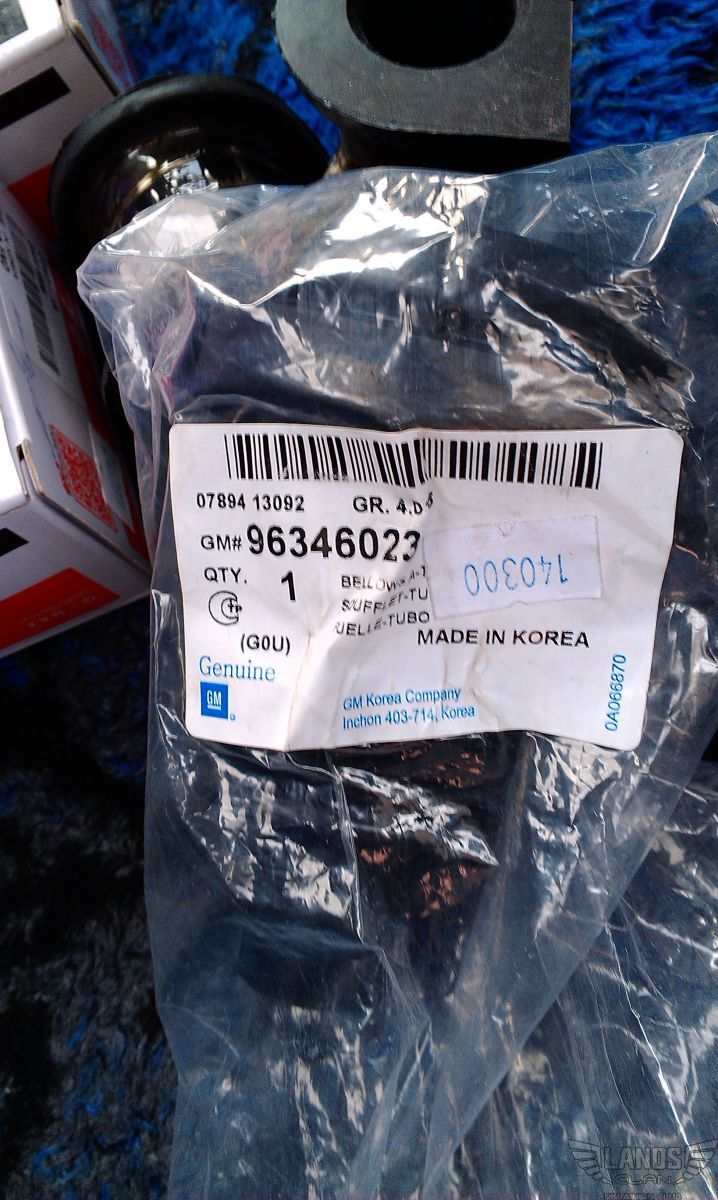 07894 13092 GR. 4.
GM# 96346023
140300
QTY. 1
MADE IN KOREA
(G0U)
Genuine
GM
GM Korea Company
Inchon 403-714, Korea
0A066870
LANOS
CLAN